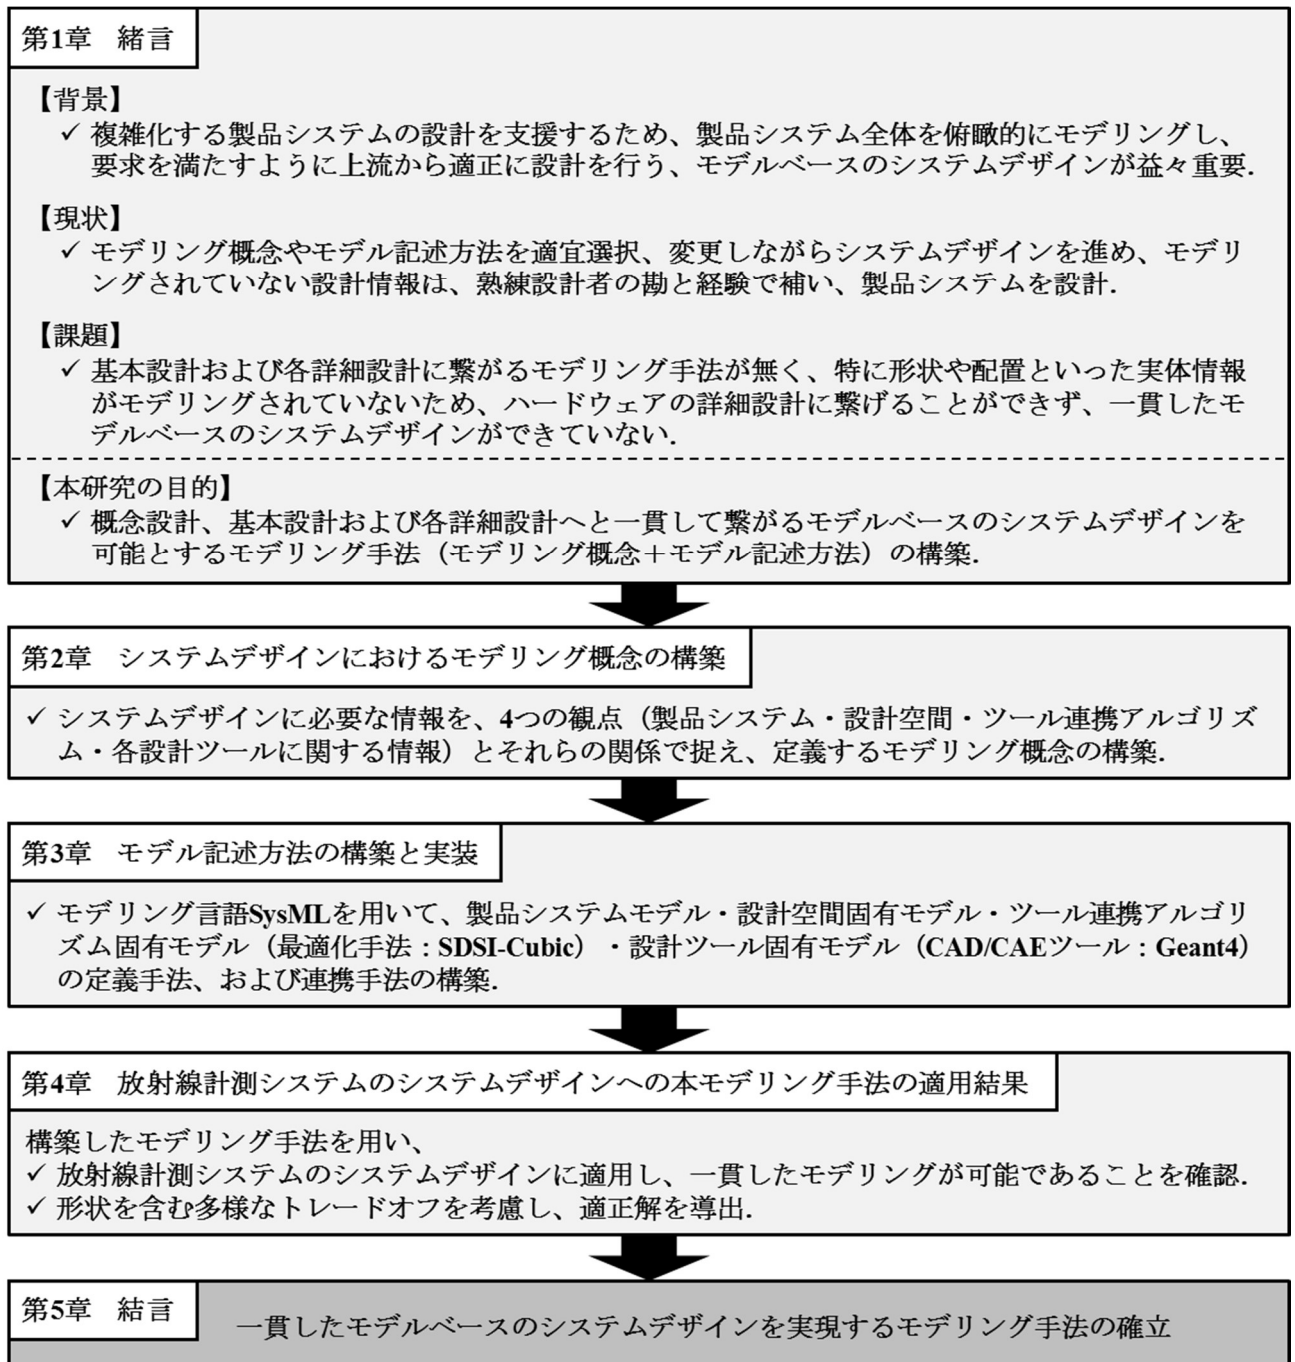 第1章 緒言
【背景】
✓ 複雑化する製品システムの設計を支援するため、製品システム全体を俯瞰的にモデリングし、
要求を満たすように上流から適正に設計を行う、モデルベースのシステムデザインが益々重要.
【現状】
✓ モデリング概念やモデル記述方法を適宜選択、変更しながらシステムデザインを進め、モデリ
ングされていない設計情報は、熟練設計者の勘と経験で補い、製品システムを設計.
【課題】
✓ 基本設計および各詳細設計に繋がるモデリング手法が無く、特に形状や配置といった実体情報
がモデリングされていないため、ハードウェアの詳細設計に繋げることができず、一貫したモ
デルベースのシステムデザインができていない.
【本研究の目的】
✓ 概念設計、基本設計および各詳細設計へと一貫して繋がるモデルベースのシステムデザインを
可能とするモデリング手法（モデリング概念＋モデル記述方法）の構築.
第2章 システムデザインにおけるモデリング概念の構築
✓ システムデザインに必要な情報を、4つの観点（製品システム・設計空間・ツール連携アルゴリズ
ム・各設計ツールに関する情報）とそれらの関係で捉え、定義するモデリング概念の構築.
第3章 モデル記述方法の構築と実装
✓ モデリング言語SysMLを用いて、製品システムモデル・設計空間固有モデル・ツール連携アルゴリ
ズム固有モデル（最適化手法：SDSI-Cubic）・設計ツール固有モデル（CAD/CAEツール：Geant4）
の定義手法、および連携手法の構築.
第4章 放射線計測システムのシステムデザインへの本モデリング手法の適用結果
構築したモデリング手法を用い、
✓ 放射線計測システムのシステムデザインに適用し、一貫したモデリングが可能であることを確認.
✓ 形状を含む多様なトレードオフを考慮し、適正解を導出.
第5章 結言
一貫したモデルベースのシステムデザインを実現するモデリング手法の確立